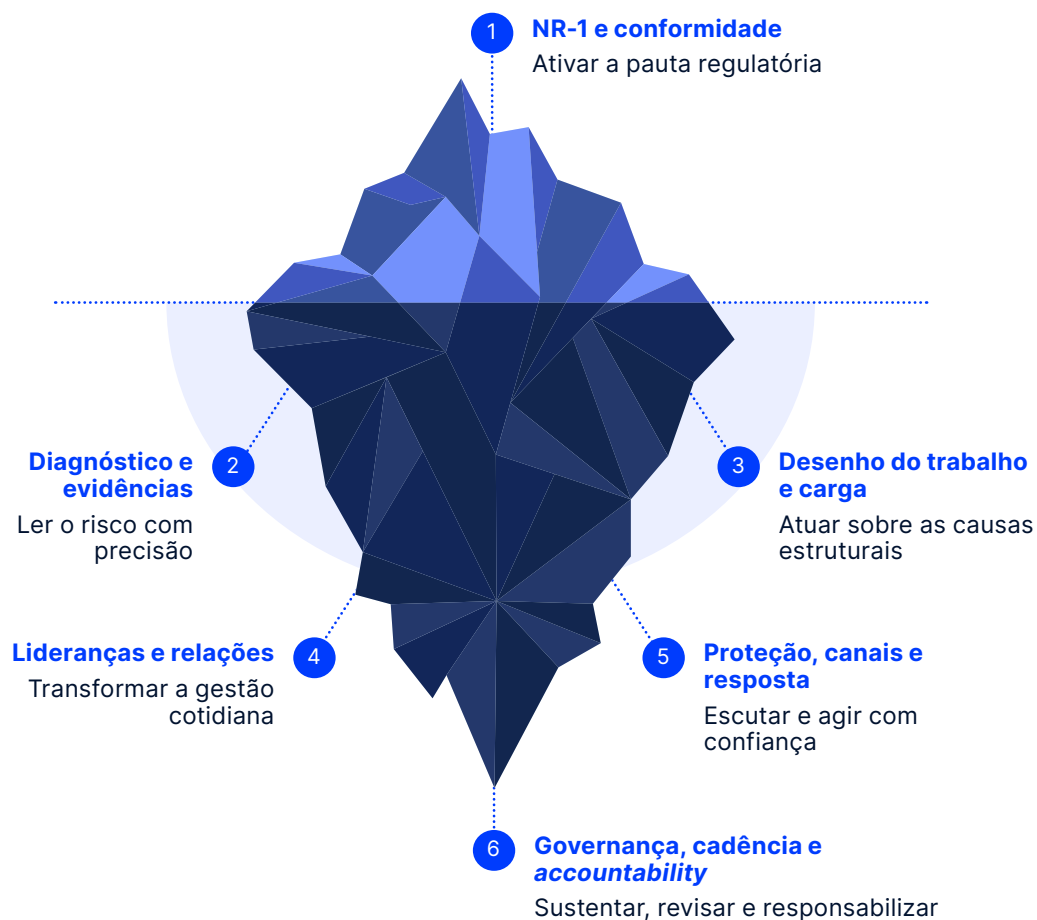 1
NR-1 e conformidade
Ativar a pauta regulatória
2
Diagnóstico e
evidências
Ler o risco com
precisão
3
Desenho do trabalho
e carga
Atuar sobre as causas
estruturais
4
Lideranças e relações
Transformar a gestão
cotidiana
5
Proteção, canais e
resposta
Escutar e agir com
confiança
6
Governança, cadência e
accountability
Sustentar, revisar e responsabilizar